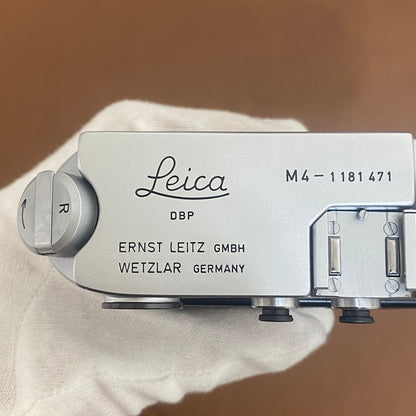 Leica
DBP
M4-1181471
ERNST LEITZ GMBH
WETZLAR GERMANY
R